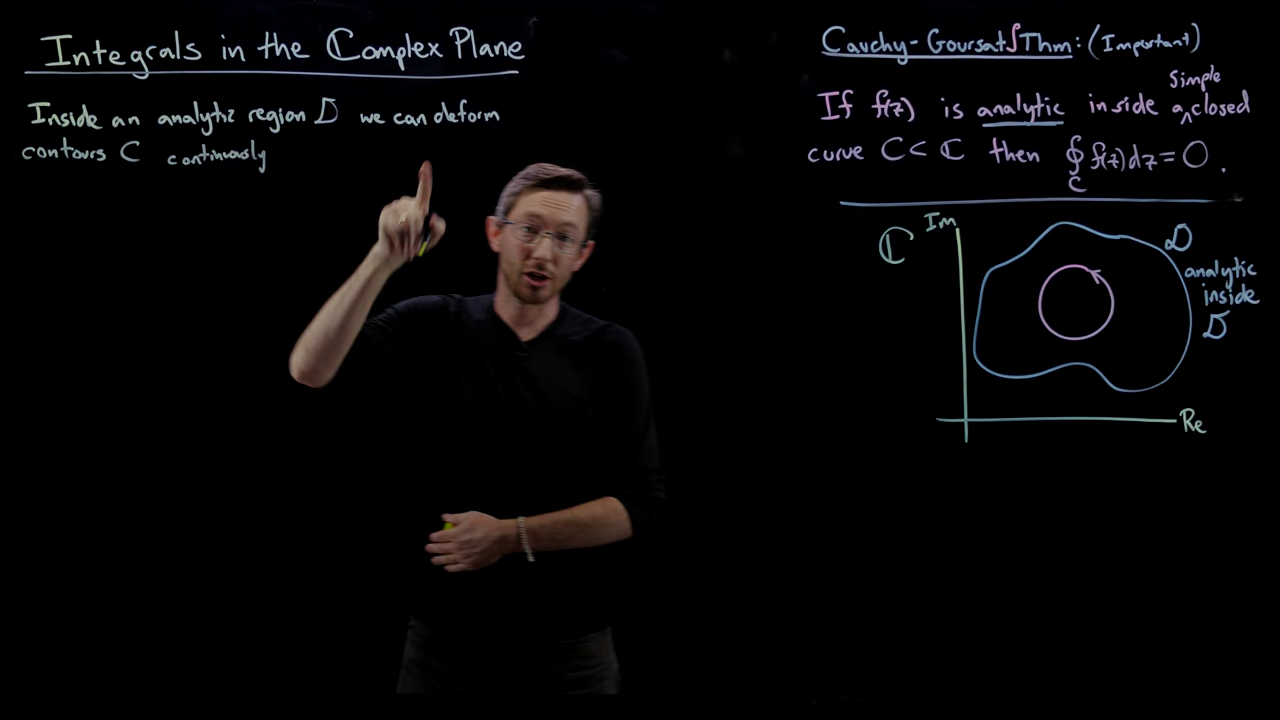 Integrals in the Complex Plane
Inside an analytic region D we can deform
contours C continuously
Cauchy-Goursat ∫ Thm: (Important)
Simple
If f(z) is analytic inside a ^ closed
curve C < ℂ then ∮ f(z) dz = 0.
C
ℂ
Im
D
analytic
inside
D
Re